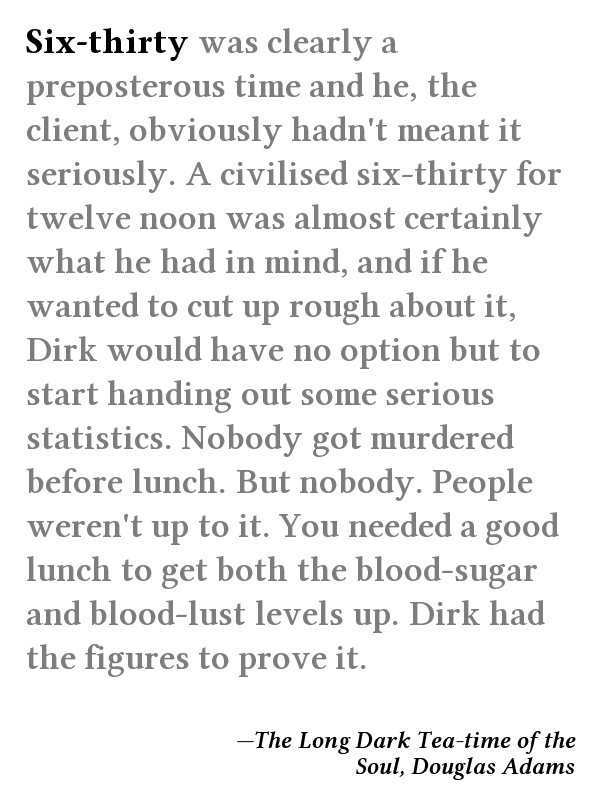 Six-thirty was clearly a
preposterous time and he, the
client, obviously hadn't meant it
seriously. A civilised six-thirty for
twelve noon was almost certainly
what he had in mind, and if he
wanted to cut up rough about it,
Dirk would have no option but to
start handing out some serious
statistics. Nobody got murdered
before lunch. But nobody. People
weren't up to it. You needed a good
lunch to get both the blood-sugar
and blood-lust levels up. Dirk had
the figures to prove it.
—The Long Dark Tea-time of the
Soul, Douglas Adams